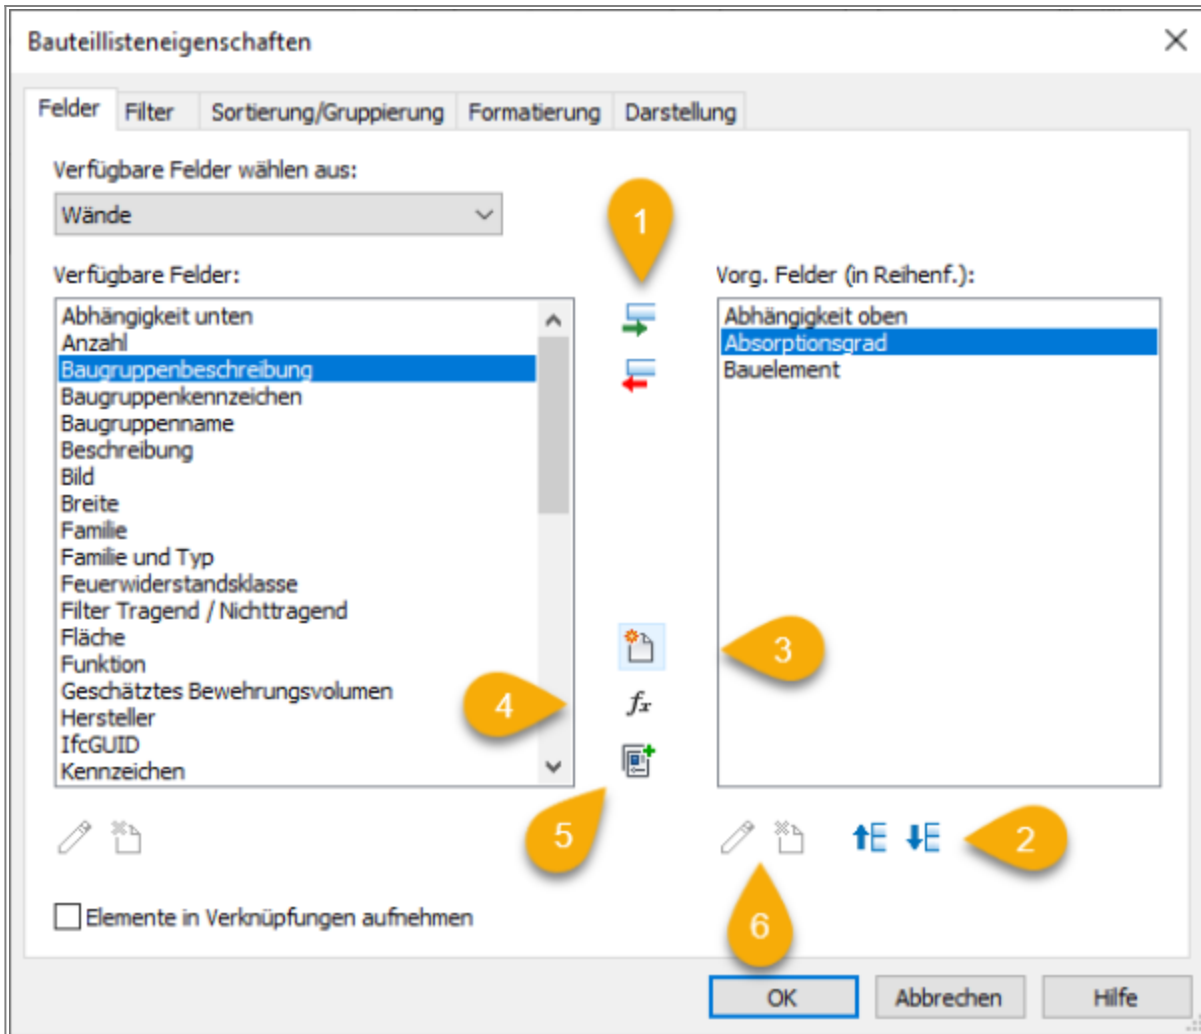 Bauteillisteneigenschaften
Felder Filter Sortierung/Gruppierung Formatierung Darstellung
Verfügbare Felder wählen aus:
Wände
1
Verfügbare Felder:
Abhängigkeit unten
Anzahl
Baugruppenbeschreibung
Baugruppenkennzeichen
Baugruppenname
Beschreibung
Bild
Breite
Familie
Familie und Typ
Feuerwiderstandsklasse
Filter Tragend / Nichttragend
Fläche
Funktion
Geschätztes Bewehrungsvolumen
Hersteller
IfcGUID
Kennzeichen
Vorg. Felder (in Reihenf.):
Abhängigkeit oben
Absorptionsgrad
Bauelement
3
4
fx
5
2
6
Elemente in Verknüpfungen aufnehmen
OK Abbrechen Hilfe